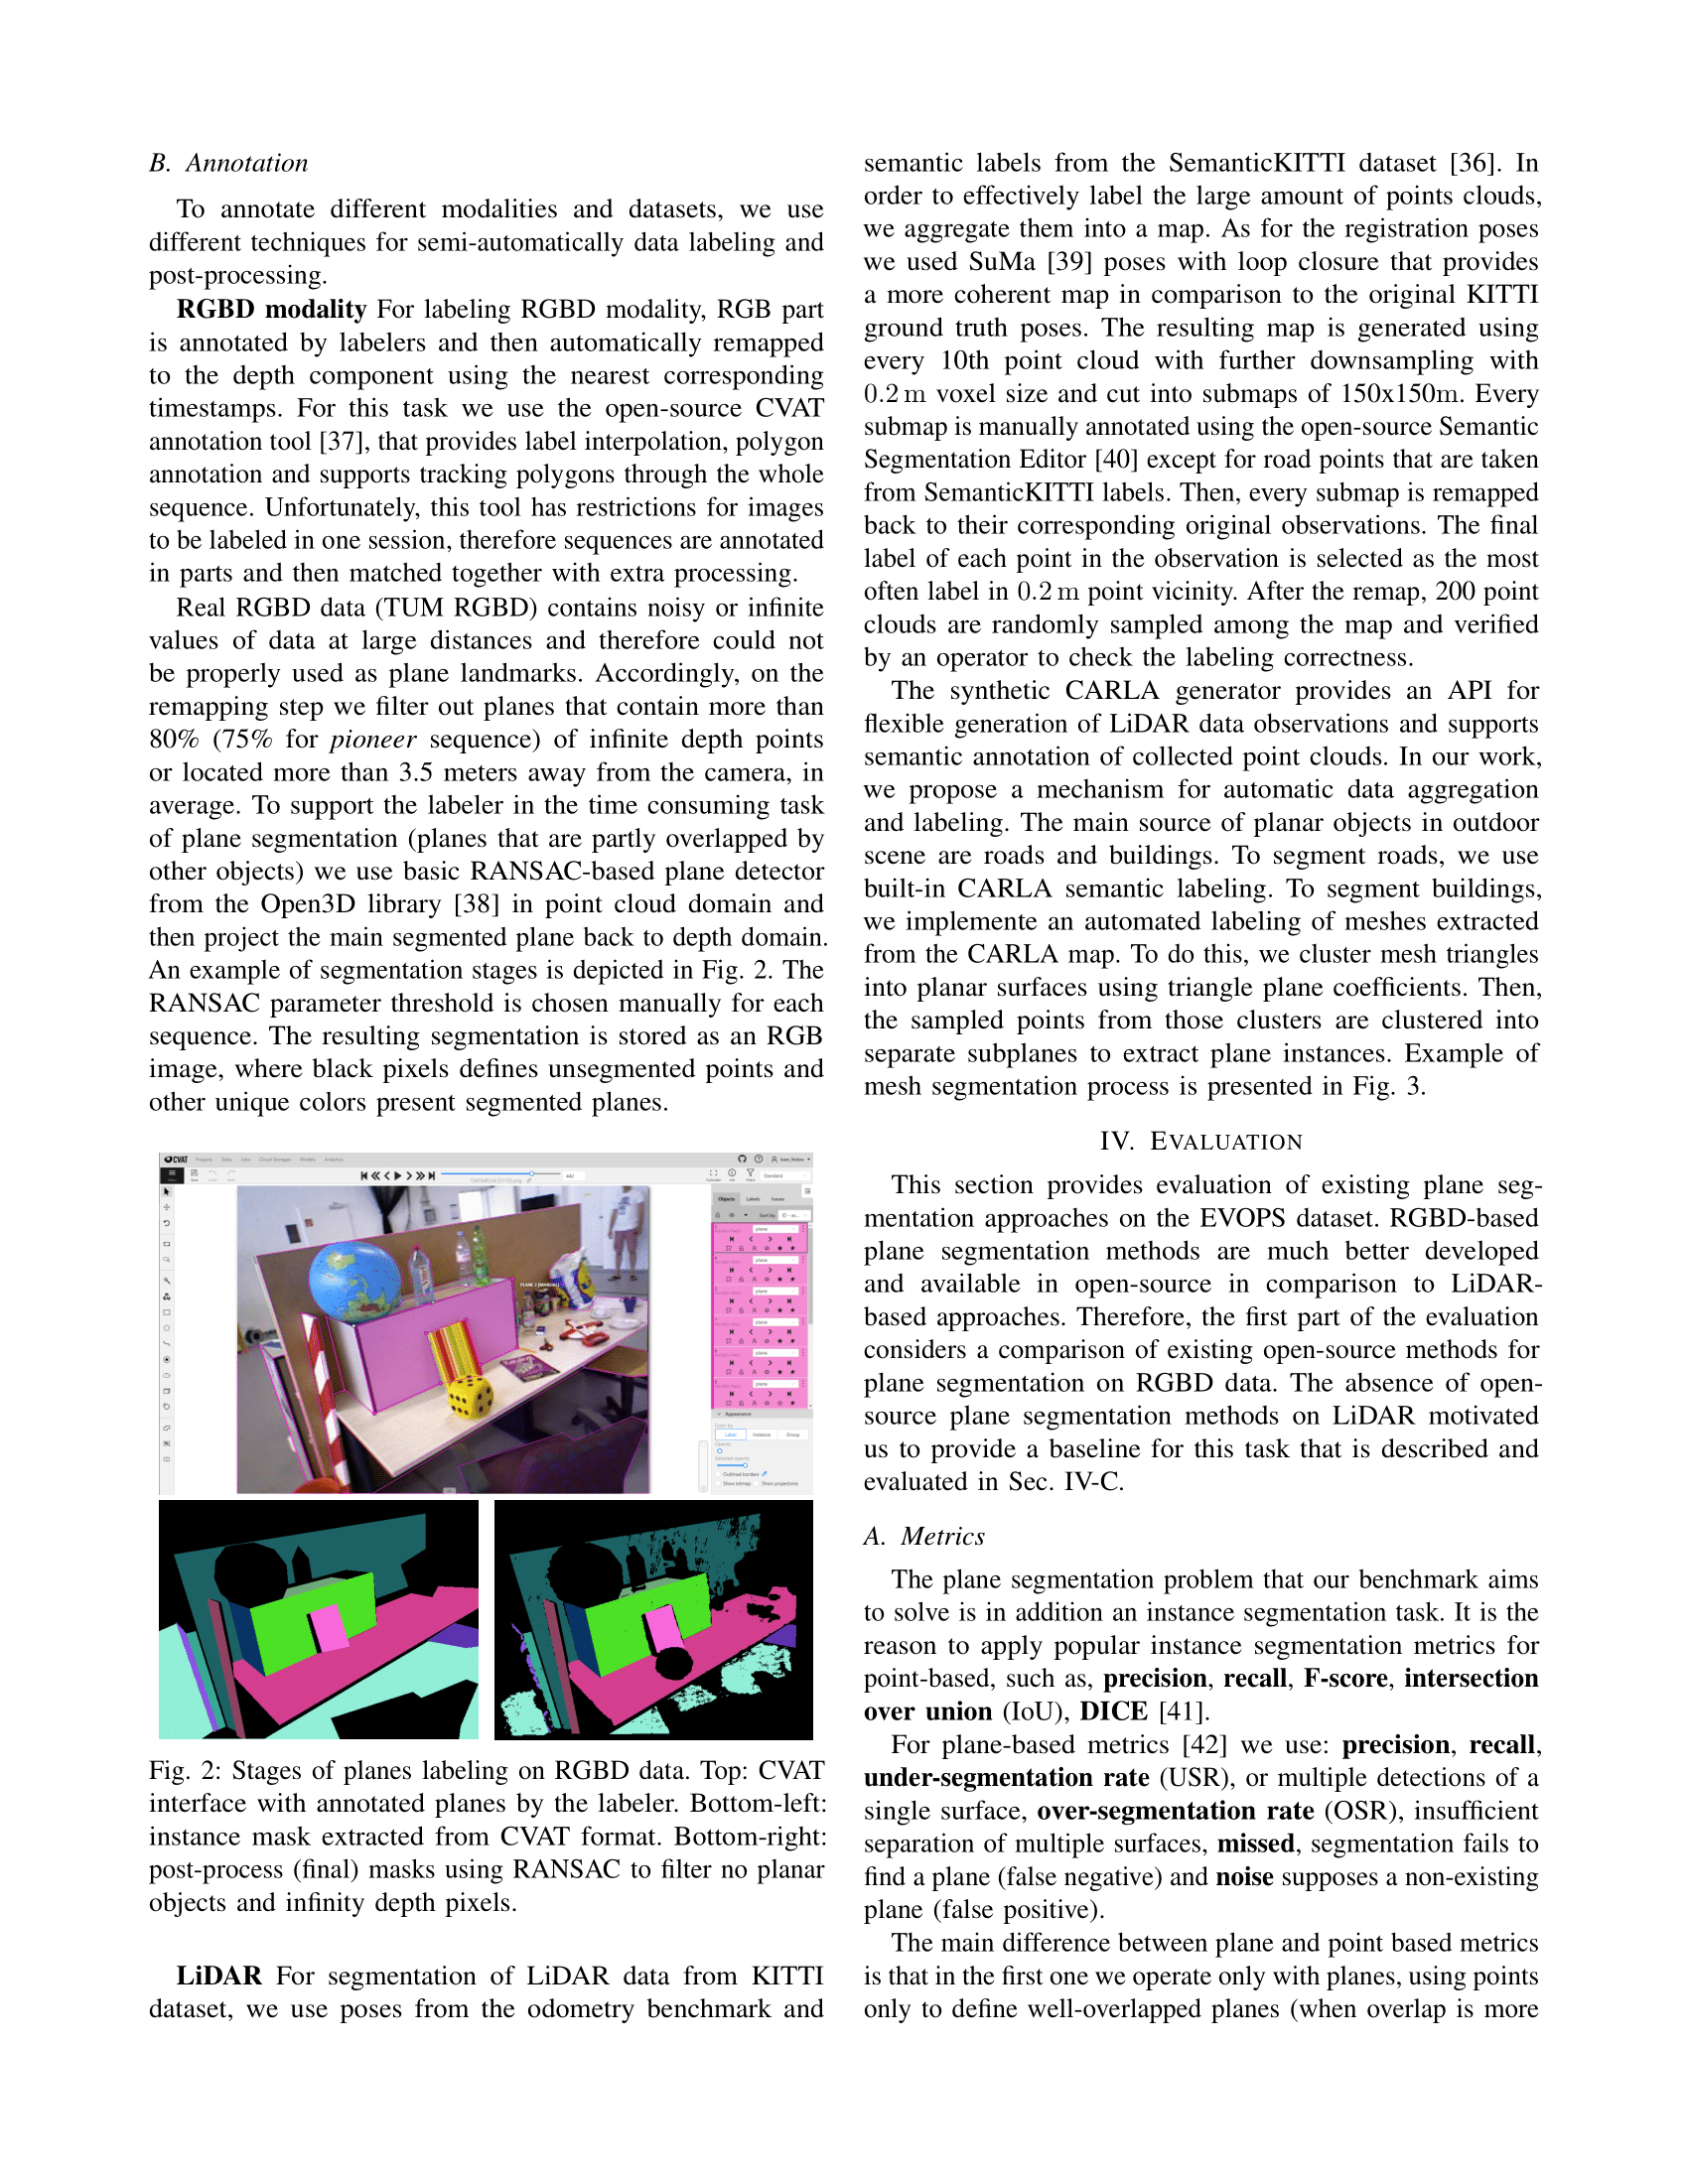 B. Annotation
To annotate different modalities and datasets, we use
different techniques for semi-automatically data labeling and
post-processing.
RGBD modality For labeling RGBD modality, RGB part
is annotated by labelers and then automatically remapped
to the depth component using the nearest corresponding
timestamps. For this task we use the open-source CVAT
annotation tool [37], that provides label interpolation, polygon
annotation and supports tracking polygons through the whole
sequence. Unfortunately, this tool has restrictions for images
to be labeled in one session, therefore sequences are annotated
in parts and then matched together with extra processing.
Real RGBD data (TUM RGBD) contains noisy or infinite
values of data at large distances and therefore could not
be properly used as plane landmarks. Accordingly, on the
remapping step we filter out planes that contain more than
80% (75% for pioneer sequence) of infinite depth points
or located more than 3.5 meters away from the camera, in
average. To support the labeler in the time consuming task
of plane segmentation (planes that are partly overlapped by
other objects) we use basic RANSAC-based plane detector
from the Open3D library [38] in point cloud domain and
then project the main segmented plane back to depth domain.
An example of segmentation stages is depicted in Fig. 2. The
RANSAC parameter threshold is chosen manually for each
sequence. The resulting segmentation is stored as an RGB
image, where black pixels defines unsegmented points and
other unique colors present segmented planes.
CVAT Projects Tasks Jobs Cloud Storages Models Analytics
442
Standard
Objects Labels Issues
Sort by
plane
plane
plane
plane
plane
plane
PLANE 2 (MANUAL)
Appearance
Color by
Label Instance Group
Opacity
Selected opacity
Outlined borders
Show bitmap Show projections
Fig. 2: Stages of planes labeling on RGBD data. Top: CVAT
interface with annotated planes by the labeler. Bottom-left:
instance mask extracted from CVAT format. Bottom-right:
post-process (final) masks using RANSAC to filter no planar
objects and infinity depth pixels.
LiDAR For segmentation of LiDAR data from KITTI
dataset, we use poses from the odometry benchmark and
semantic labels from the SemanticKITTI dataset [36]. In
order to effectively label the large amount of points clouds,
we aggregate them into a map. As for the registration poses
we used SuMa [39] poses with loop closure that provides
a more coherent map in comparison to the original KITTI
ground truth poses. The resulting map is generated using
every 10th point cloud with further downsampling with
0.2 m voxel size and cut into submaps of 150x150m. Every
submap is manually annotated using the open-source Semantic
Segmentation Editor [40] except for road points that are taken
from SemanticKITTI labels. Then, every submap is remapped
back to their corresponding original observations. The final
label of each point in the observation is selected as the most
often label in 0.2 m point vicinity. After the remap, 200 point
clouds are randomly sampled among the map and verified
by an operator to check the labeling correctness.
The synthetic CARLA generator provides an API for
flexible generation of LiDAR data observations and supports
semantic annotation of collected point clouds. In our work,
we propose a mechanism for automatic data aggregation
and labeling. The main source of planar objects in outdoor
scene are roads and buildings. To segment roads, we use
built-in CARLA semantic labeling. To segment buildings,
we implemente an automated labeling of meshes extracted
from the CARLA map. To do this, we cluster mesh triangles
into planar surfaces using triangle plane coefficients. Then,
the sampled points from those clusters are clustered into
separate subplanes to extract plane instances. Example of
mesh segmentation process is presented in Fig. 3.
IV. EVALUATION
This section provides evaluation of existing plane seg-
mentation approaches on the EVOPS dataset. RGBD-based
plane segmentation methods are much better developed
and available in open-source in comparison to LiDAR-
based approaches. Therefore, the first part of the evaluation
considers a comparison of existing open-source methods for
plane segmentation on RGBD data. The absence of open-
source plane segmentation methods on LiDAR motivated
us to provide a baseline for this task that is described and
evaluated in Sec. IV-C.
A. Metrics
The plane segmentation problem that our benchmark aims
to solve is in addition an instance segmentation task. It is the
reason to apply popular instance segmentation metrics for
point-based, such as, precision, recall, F-score, intersection
over union (IoU), DICE [41].
For plane-based metrics [42] we use: precision, recall,
under-segmentation rate (USR), or multiple detections of a
single surface, over-segmentation rate (OSR), insufficient
separation of multiple surfaces, missed, segmentation fails to
find a plane (false negative) and noise supposes a non-existing
plane (false positive).
The main difference between plane and point based metrics
is that in the first one we operate only with planes, using points
only to define well-overlapped planes (when overlap is more